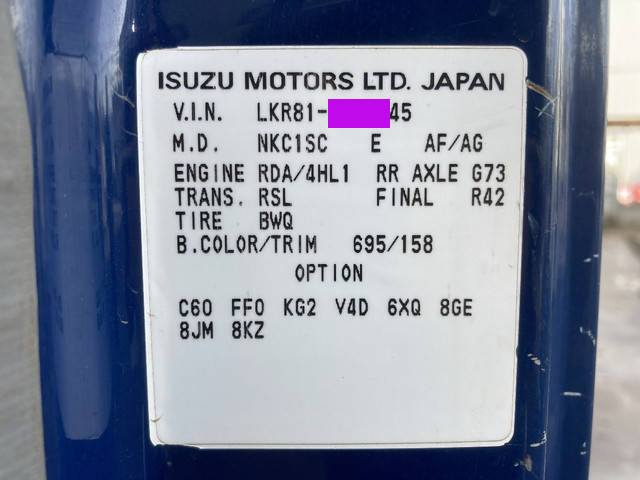 ISUZU MOTORS LTD. JAPAN
V.I.N. LKR81- 45
M.D. NKC1SC E AF/AG
ENGINE RDA/4HL1 RR AXLE G73
TRANS. RSL FINAL R42
TIRE BWQ
B.COLOR/TRIM 695/158
OPTION
C60 FF0 KG2 V4D 6XQ 8GE
8JM 8KZ